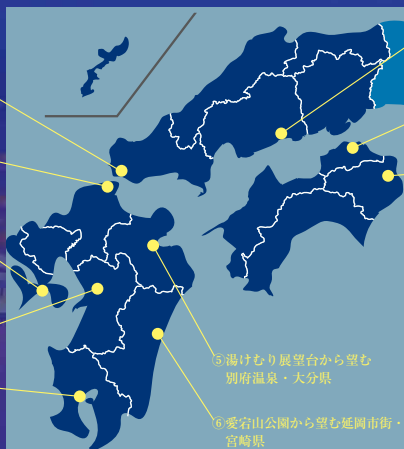 ⑤湯けむり展望台から望む
別府温泉・大分県
⑥愛宕山公園から望む延岡市街・
宮崎県